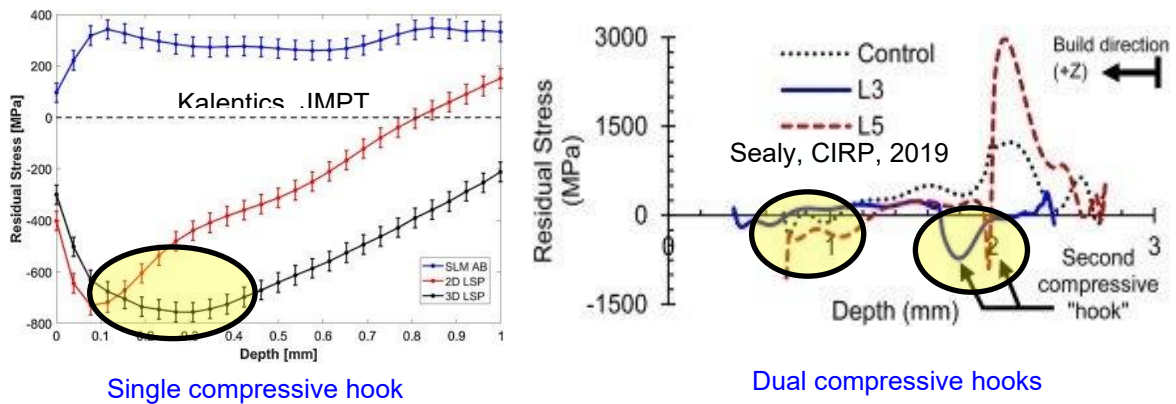 400
200
0
-200
-400
-600
-800
Residual Stress [MPa]
Kalentics, JMPT
SLM AB
2D LSP
3D LSP
0 0.1 0.2 0.3 0.4 0.5 0.6 0.7 0.8 0.9 1
Depth [mm]
Single compressive hook
3000
1500
0
-1500
Residual Stress
(MPa)
Control
L3
L5
Build direction
(+Z)
Sealy, CIRP, 2019
0 1 2 3
Depth (mm)
Second
compressive
"hook"
Dual compressive hooks